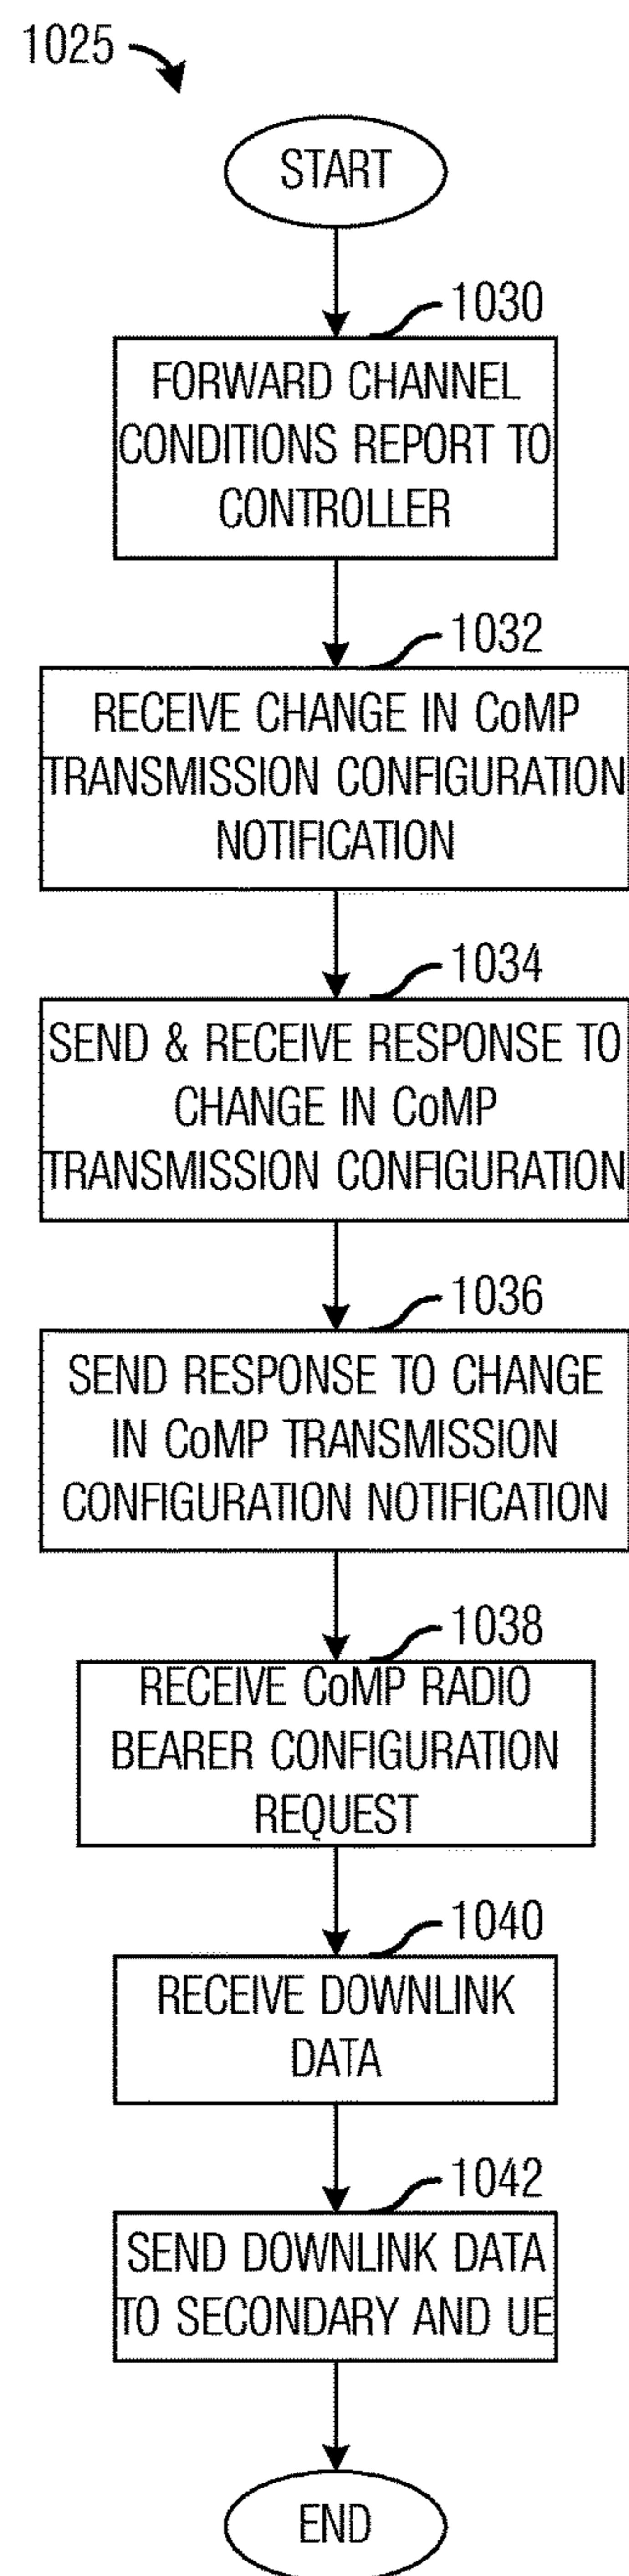 1025
START
1030
FORWARD CHANNEL
CONDITIONS REPORT TO
CONTROLLER
1032
RECEIVE CHANGE IN CoMP
TRANSMISSION CONFIGURATION
NOTIFICATION
1034
SEND & RECEIVE RESPONSE TO
CHANGE IN CoMP
TRANSMISSION CONFIGURATION
1036
SEND RESPONSE TO CHANGE
IN CoMP TRANSMISSION
CONFIGURATION NOTIFICATION
1038
RECEIVE CoMP RADIO
BEARER CONFIGURATION
REQUEST
1040
RECEIVE DOWNLINK
DATA
1042
SEND DOWNLINK DATA
TO SECONDARY AND UE
END